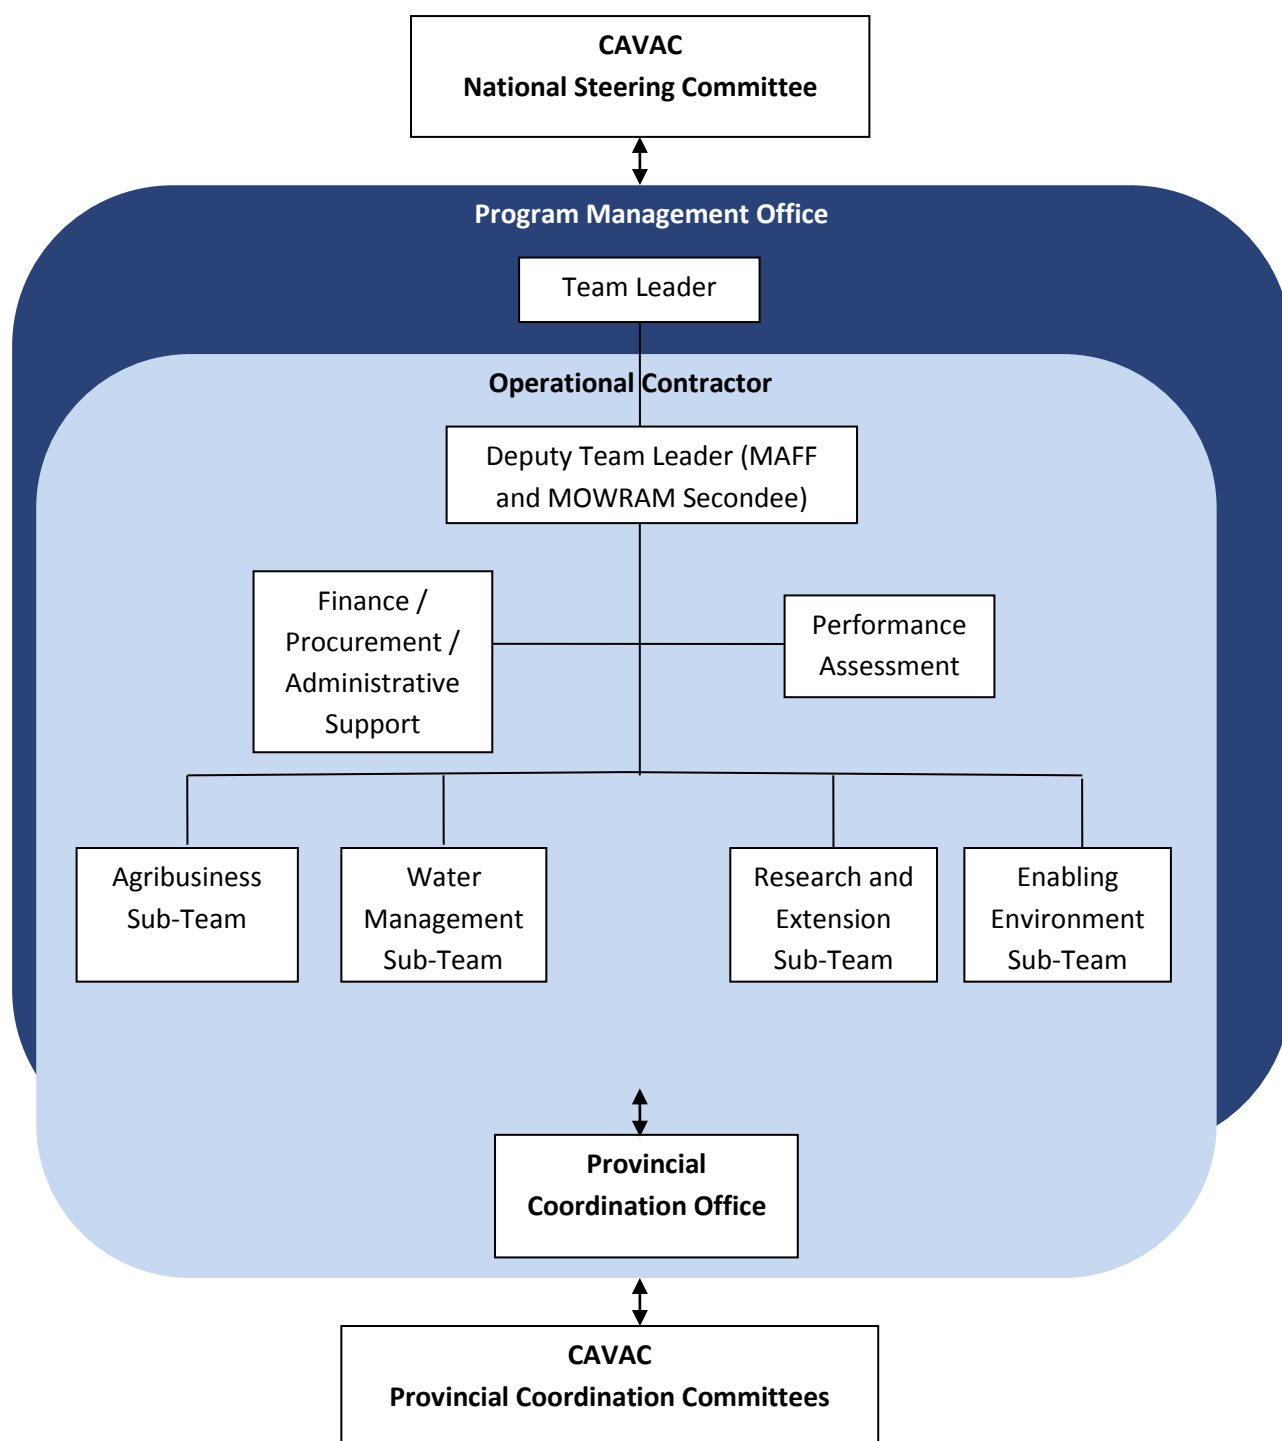 CAVAC
National Steering Committee
Program Management Office
Team Leader
Operational Contractor
Deputy Team Leader (MAFF
and MOWRAM Secondee)
Finance /
Procurement /
Administrative
Support
Performance
Assessment
Agribusiness
Sub-Team
Water
Management
Sub-Team
Research and
Extension
Sub-Team
Enabling
Environment
Sub-Team
Provincial
Coordination Office
CAVAC
Provincial Coordination Committees